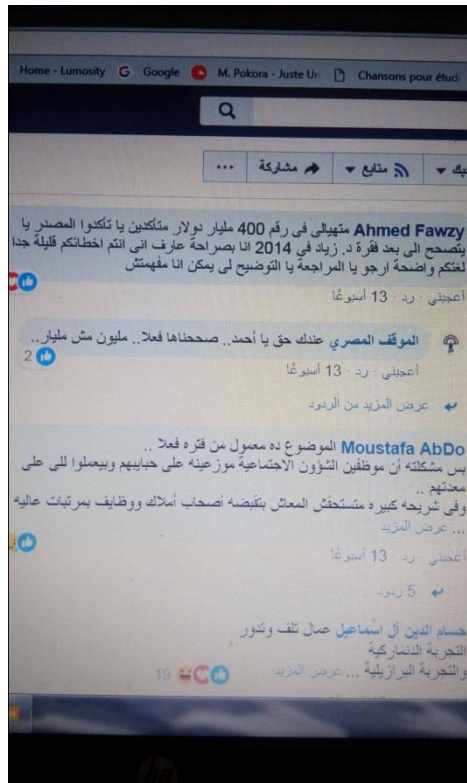 Home - Lumosity Google M. Pokora - Juste Un Chansons pour étud
متابع مشاركة ...
Ahmed Fawzy متهيالى فى رقم 400 مليار دولار متأكدين يا تأكدوا المصدر يا
يتصحح الى بعد فقرة د. زياد في 2014 انا بصراحة عارف انى انتم اخطائكم قليلة جدا
لغتكم واضحة ارجو يا المراجعة يا التوضيح لى يمكن انا مفهمتش
أعجبني · رد · 13 أسبوعًا
الموقف المصري عندك حق يا أحمد.. صححناها فعلا.. مليون مش مليار..
2
أعجبني · رد · 13 أسبوعًا
عرض المزيد من الردود
Moustafa AbDo الموضوع ده معمول من فتره فعلا ..
بس مشكلته أن موظفين الشؤون الاجتماعية موزعينه على حبايبهم وبيعملوا للى على
معدتهم ..
وفى شريحه كبيره متستحقش المعاش بتقبضه أصحاب أملاك ووظايف بمرتبات عاليه
... عرض المزيد
أعجبني · رد · 13 أسبوعًا
5 ردود
حسام الدين آل اسماعيل عمال تلف وتدور
التجربة الدنماركية
والتجربة البرازيلية ... عرض المزيد
19
hp